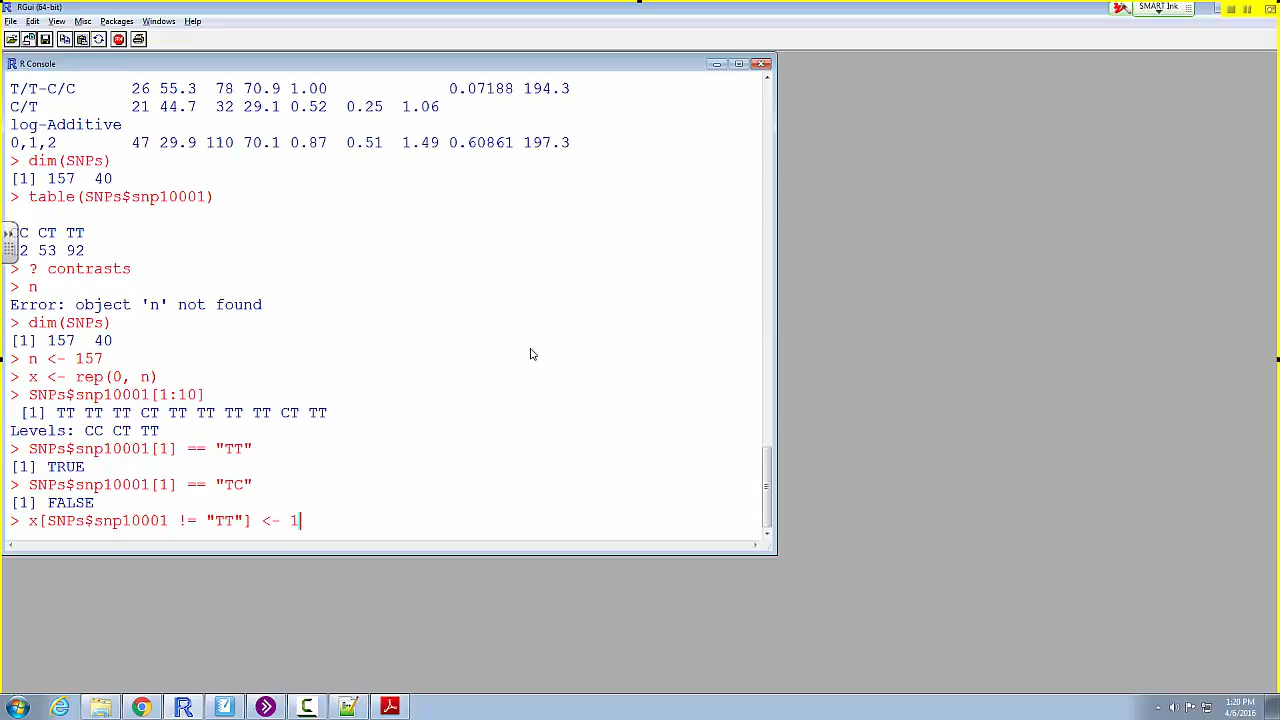 RGui (64-bit)
SMART Ink
File Edit View Misc Packages Windows Help
STOP
R Console
T/T-C/C 26 55.3 78 70.9 1.00 0.07188 194.3
C/T 21 44.7 32 29.1 0.52 0.25 1.06
log-Additive
0,1,2 47 29.9 110 70.1 0.87 0.51 1.49 0.60861 197.3
> dim(SNPs)
[1] 157 40
> table(SNPs$snp10001)
CC CT TT
2 53 92
> ? contrasts
> n
Error: object 'n' not found
> dim(SNPs)
[1] 157 40
> n <- 157
> x <- rep(0, n)
> SNPs$snp10001[1:10]
[1] TT TT TT CT TT TT TT TT CT TT
Levels: CC CT TT
> SNPs$snp10001[1] == "TT"
[1] TRUE
> SNPs$snp10001[1] == "TC"
[1] FALSE
> x[SNPs$snp10001 != "TT"] <- 1
1:20 PM
4/6/2016